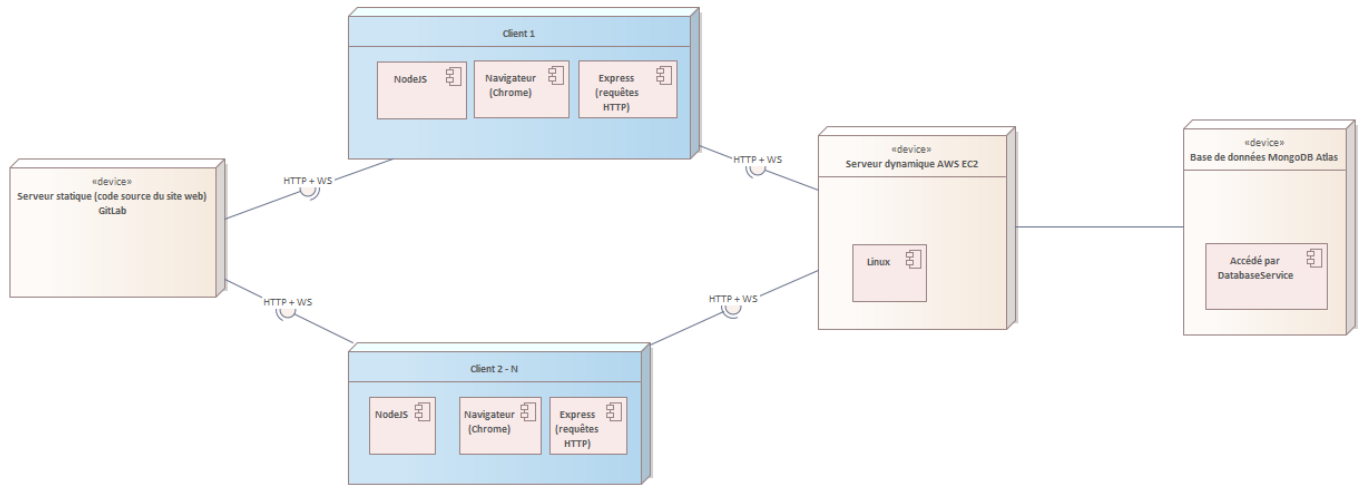 Client 1
NodeJS
Navigateur
(Chrome)
Express
(requêtes
HTTP)
HTTP + WS
HTTP + WS
«device»
Serveur statique (code source du site web)
GitLab
«device»
Serveur dynamique AWS EC2
Linux
«device»
Base de données MongoDB Atlas
Accédé par
DatabaseService
HTTP + WS
HTTP + WS
Client 2 - N
NodeJS
Navigateur
(Chrome)
Express
(requêtes
HTTP)